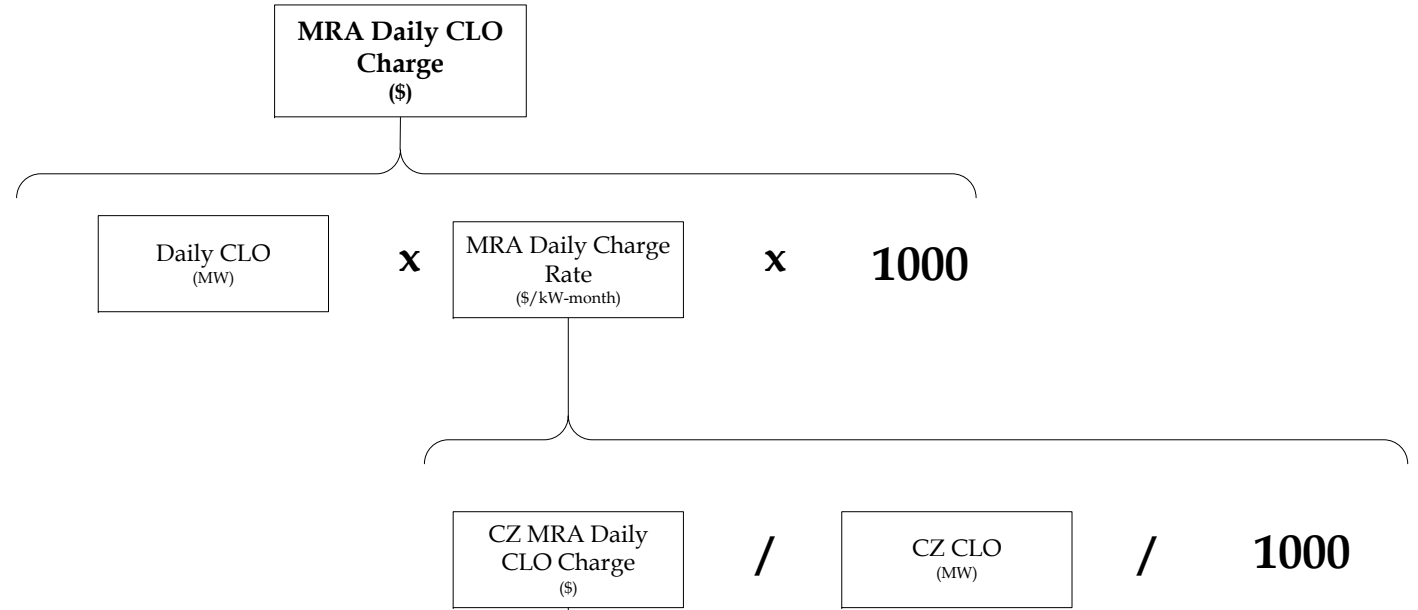 MRA Daily CLO
Charge
($)
Daily CLO
(MW)
x
MRA Daily Charge
Rate
($/kW-month)
x
1000
CZ MRA Daily
CLO Charge
($)
/
CZ CLO
(MW)
/
1000